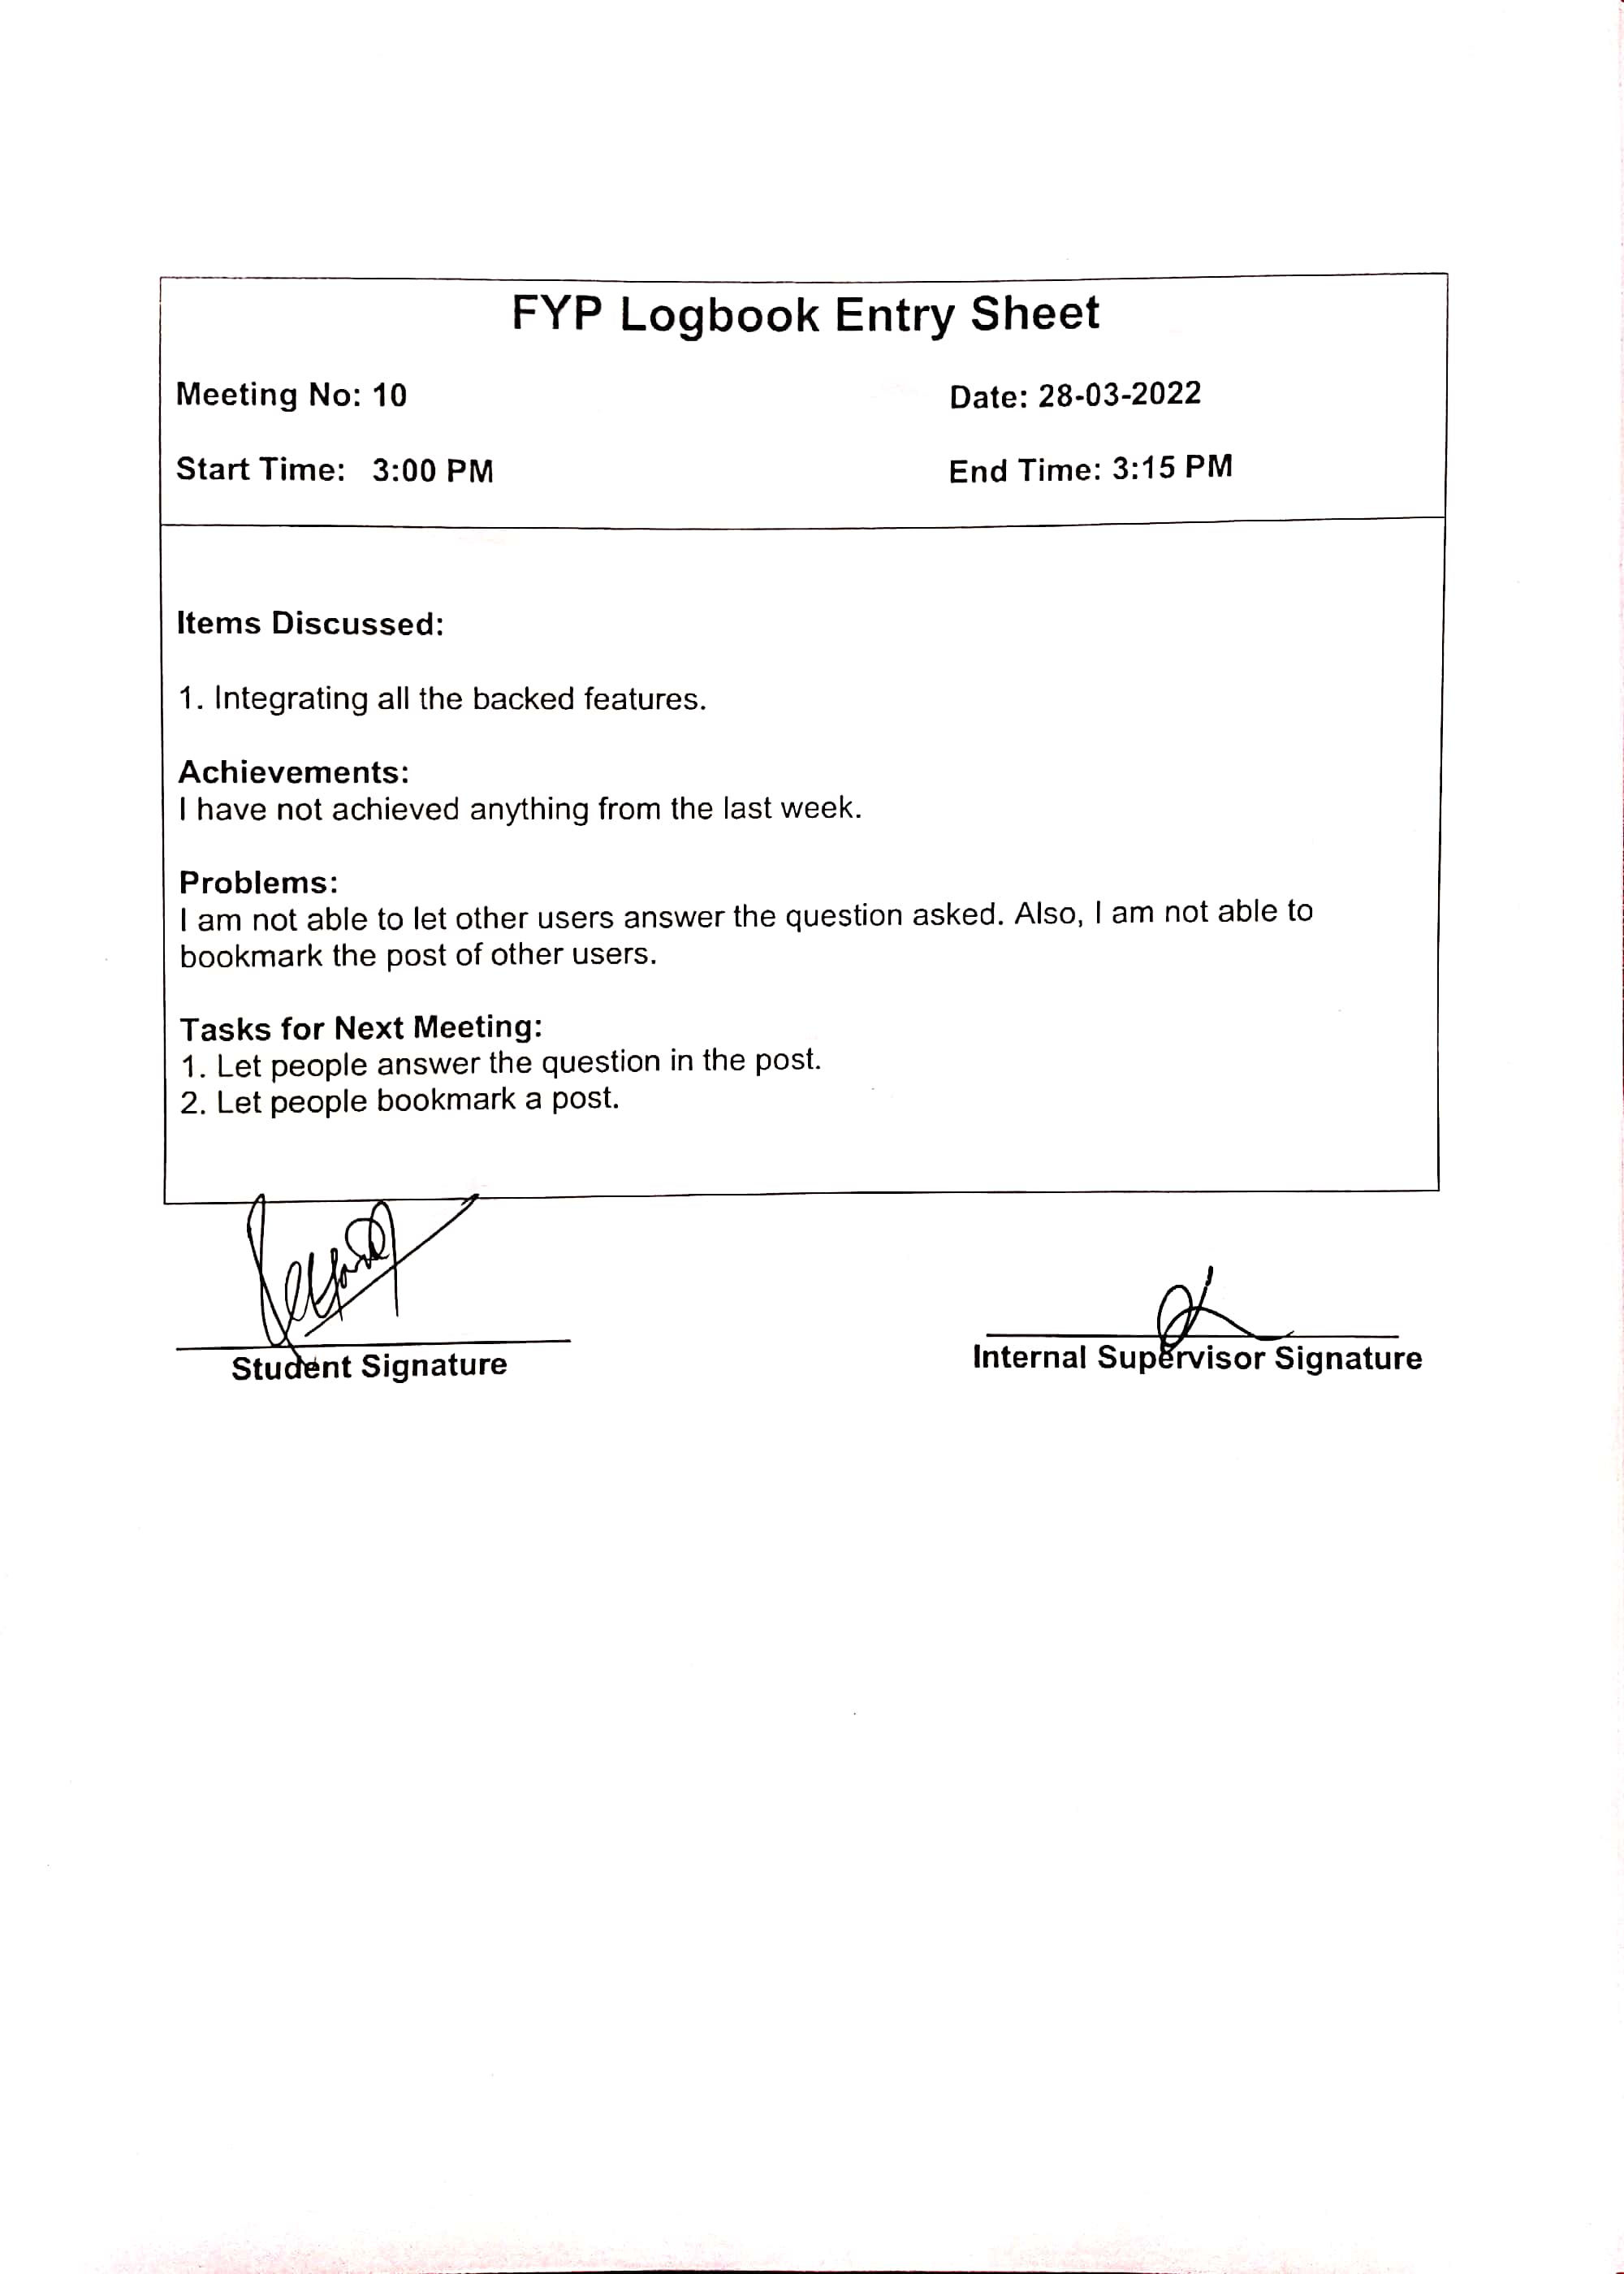 FYP Logbook Entry Sheet
Meeting No: 10 Date: 28-03-2022
Start Time: 3:00 PM End Time: 3:15 PM
Items Discussed:
1. Integrating all the backed features.
Achievements:
I have not achieved anything from the last week.
Problems:
I am not able to let other users answer the question asked. Also, I am not able to
bookmark the post of other users.
Tasks for Next Meeting:
1. Let people answer the question in the post.
2. Let people bookmark a post.
Student Signature Internal Supervisor Signature